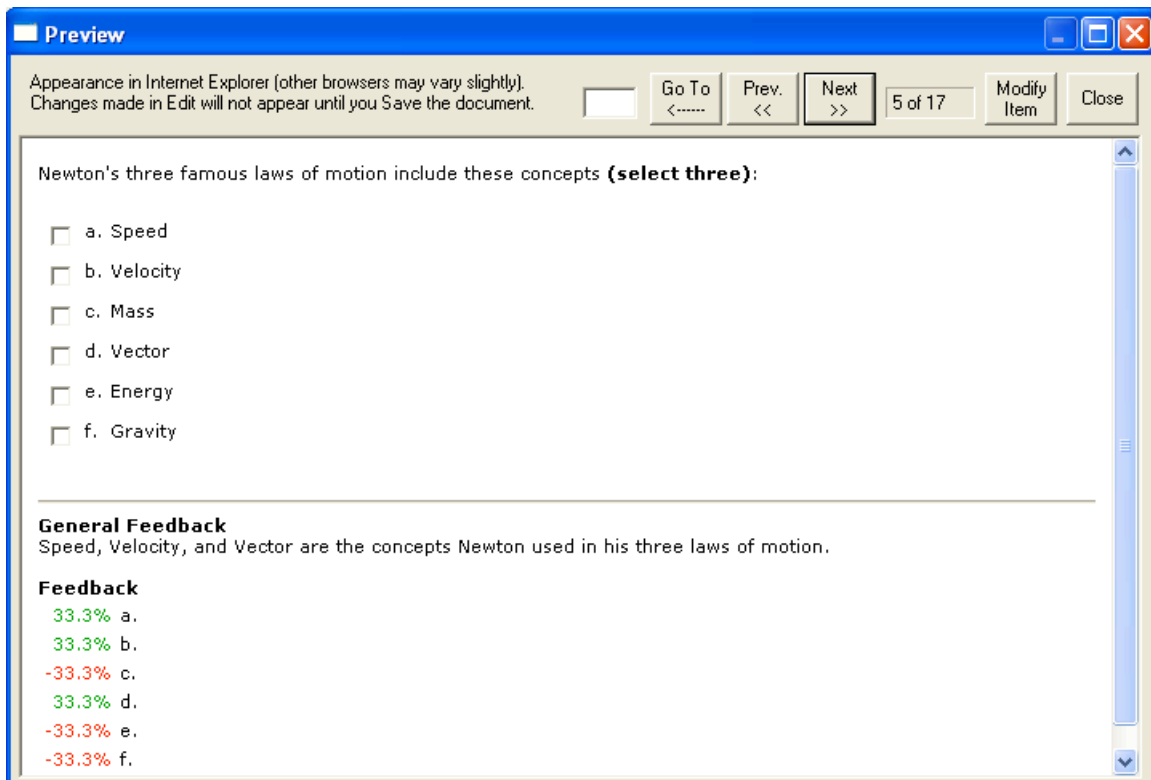 Preview
Appearance in Internet Explorer (other browsers may vary slightly).
Changes made in Edit will not appear until you Save the document.
Go To
<------
Prev.
<<
Next
>>
5 of 17
Modify
Item
Close
Newton's three famous laws of motion include these concepts (select three):
a. Speed
b. Velocity
c. Mass
d. Vector
e. Energy
f. Gravity
General Feedback
Speed, Velocity, and Vector are the concepts Newton used in his three laws of motion.
Feedback
33.3% a.
33.3% b.
-33.3% c.
33.3% d.
-33.3% e.
-33.3% f.